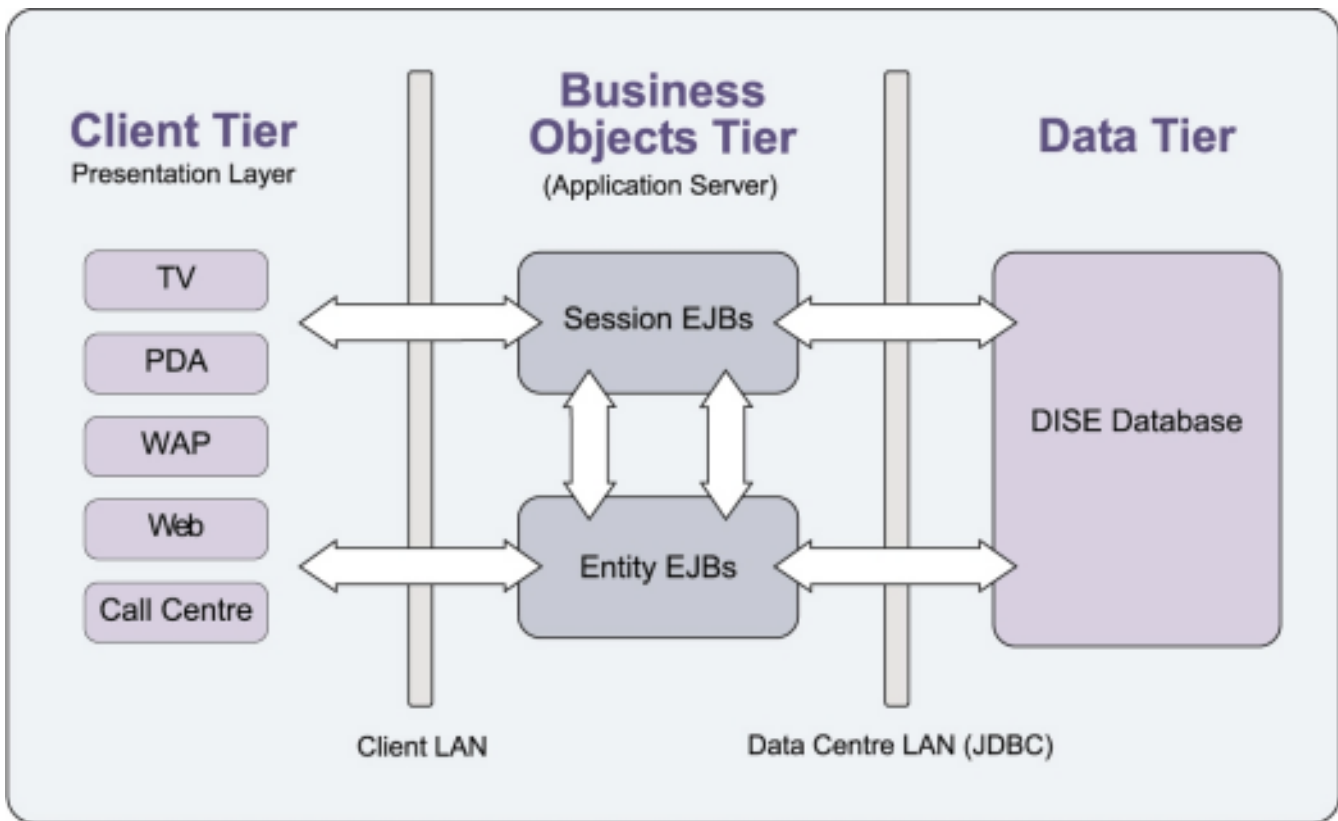 Client Tier
Presentation Layer
TV
PDA
WAP
Web
Call Centre
Client LAN
Business
Objects Tier
(Application Server)
Session EJBs
Entity EJBs
Data Centre LAN (JDBC)
Data Tier
DISE Database